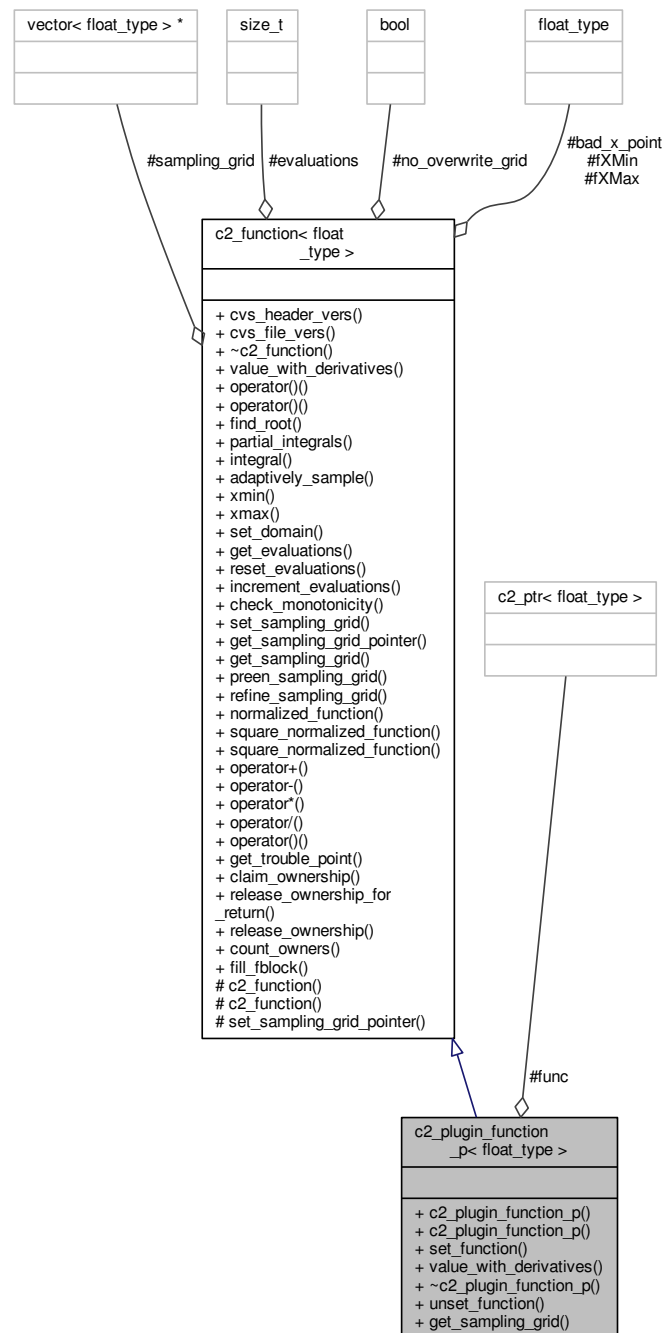 vector< float_type > *
size_t
bool
float_type
#sampling_grid
#evaluations
#no_overwrite_grid
#bad_x_point
#fXMin
#fXMax
c2_function< float
_type >
+ cvs_header_vers()
+ cvs_file_vers()
+ ~c2_function()
+ value_with_derivatives()
+ operator()()
+ operator()()
+ find_root()
+ partial_integrals()
+ integral()
+ adaptively_sample()
+ xmin()
+ xmax()
+ set_domain()
+ get_evaluations()
+ reset_evaluations()
+ increment_evaluations()
+ check_monotonicity()
+ set_sampling_grid()
+ get_sampling_grid_pointer()
+ get_sampling_grid()
+ preen_sampling_grid()
+ refine_sampling_grid()
+ normalized_function()
+ square_normalized_function()
+ square_normalized_function()
+ operator+()
+ operator-()
+ operator*()
+ operator/()
+ operator()()
+ get_trouble_point()
+ claim_ownership()
+ release_ownership_for
_return()
+ release_ownership()
+ count_owners()
+ fill_fblock()
# c2_function()
# c2_function()
# set_sampling_grid_pointer()
c2_ptr< float_type >
#func
c2_plugin_function
_p< float_type >
+ c2_plugin_function_p()
+ c2_plugin_function_p()
+ set_function()
+ value_with_derivatives()
+ ~c2_plugin_function_p()
+ unset_function()
+ get_sampling_grid()